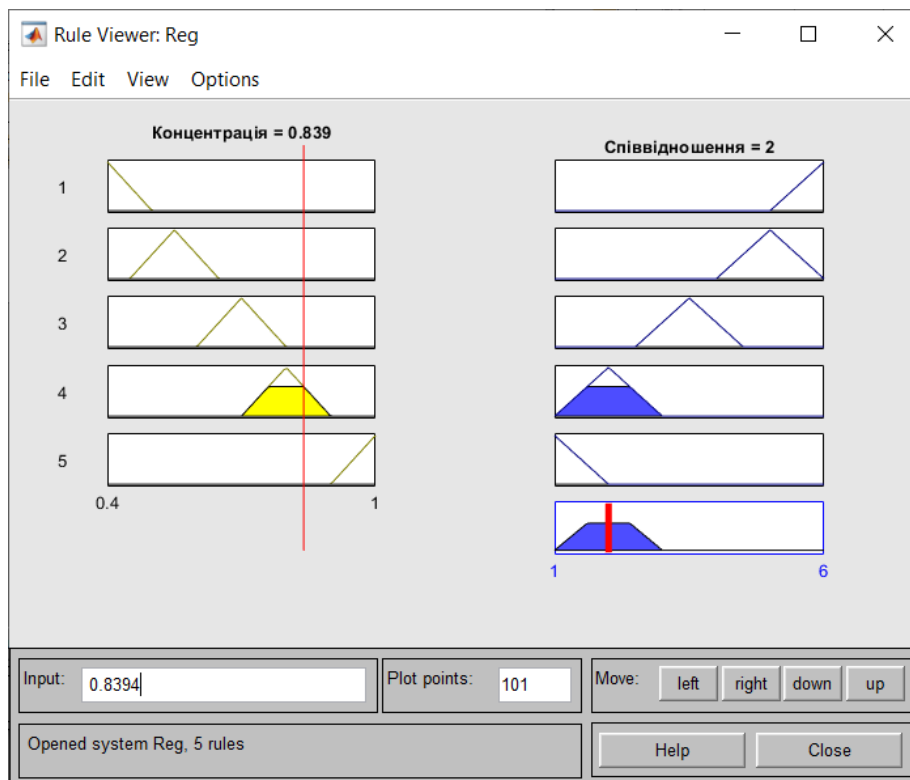 Rule Viewer: Reg
File Edit View Options
Концентрація = 0.839
Співвідношення = 2
1
2
3
4
5
0.4 1
1 6
Input: 0.8394
Plot points: 101
Move: left right down up
Opened system Reg, 5 rules
Help Close